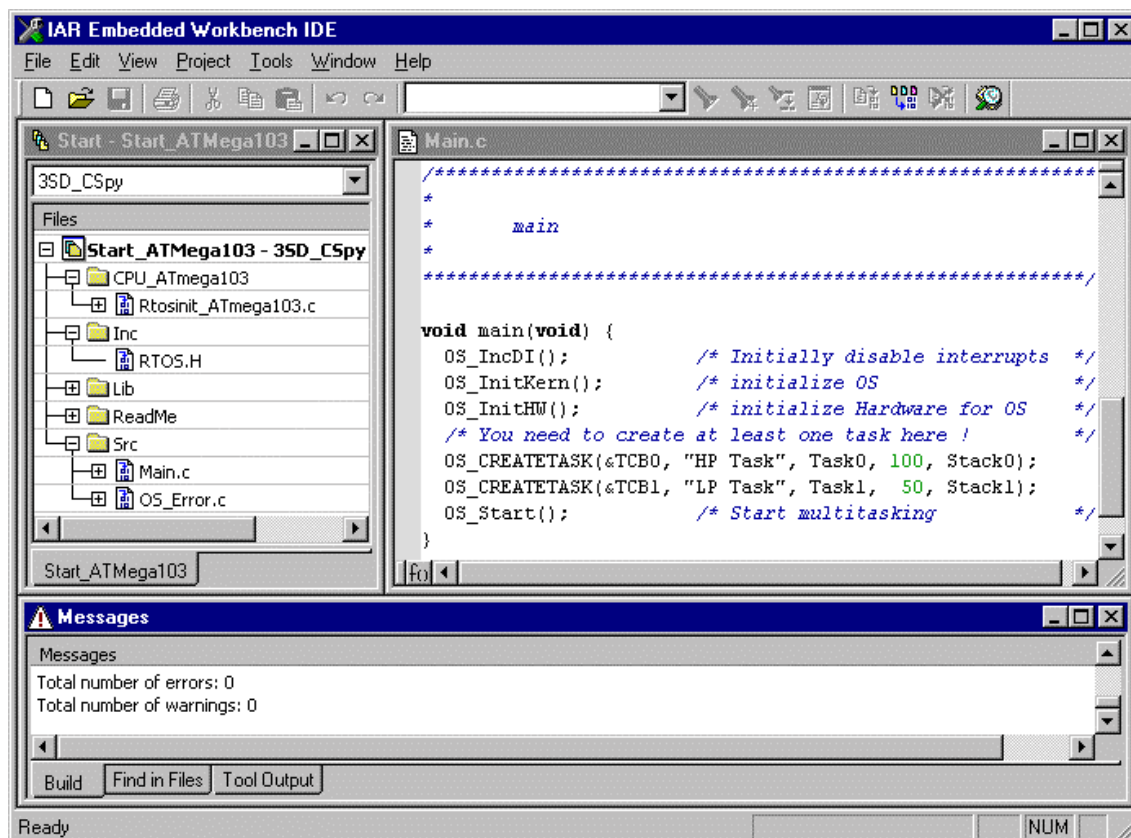 IAR Embedded Workbench IDE
File Edit View Project Tools Window Help
Start - Start_ATMega103
3SD_CSpy
Files
Start_ATMega103 - 3SD_CSpy
CPU_ATmega103
Rtosinit_ATmega103.c
Inc
RTOS.H
Lib
ReadMe
Src
Main.c
OS_Error.c
Start_ATMega103
Main.c
/*************************************************************
*
*       main
*
*************************************************************/
void main(void) {
  OS_IncDI();           /* Initially disable interrupts  */
  OS_InitKern();        /* initialize OS                 */
  OS_InitHW();          /* initialize Hardware for OS    */
  /* You need to create at least one task here !         */
  OS_CREATETASK(&TCB0, "HP Task", Task0, 100, Stack0);
  OS_CREATETASK(&TCB1, "LP Task", Task1,  50, Stack1);
  OS_Start();           /* Start multitasking            */
}
fo
Messages
Messages
Total number of errors: 0
Total number of warnings: 0
Build Find in Files Tool Output
Ready NUM